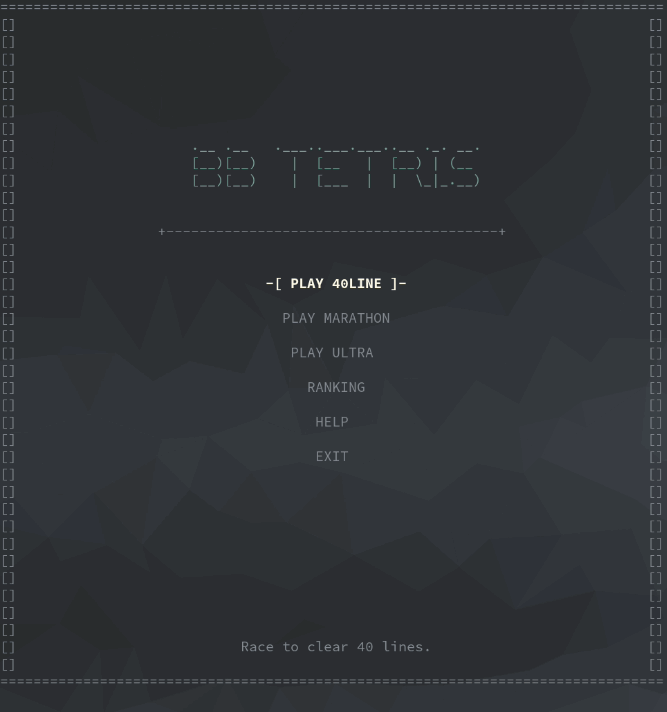 BB TETRIS
-[ PLAY 40LINE ]-
PLAY MARATHON
PLAY ULTRA
RANKING
HELP
EXIT
Race to clear 40 lines.